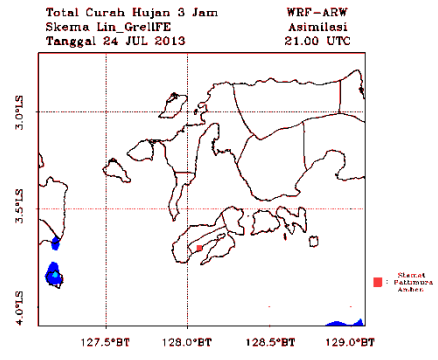 Total Curah Hujan 3 Jam
Skema Lin_GrellFE
Tanggal 24 JUL 2013
WRF-ARW
Asimilasi
21.00 UTC
3.0°LS
3.5°LS
4.0°LS
127.5°BT
128.0°BT
128.5°BT
129.0°BT
: Stamet
Pattimura
Ambon